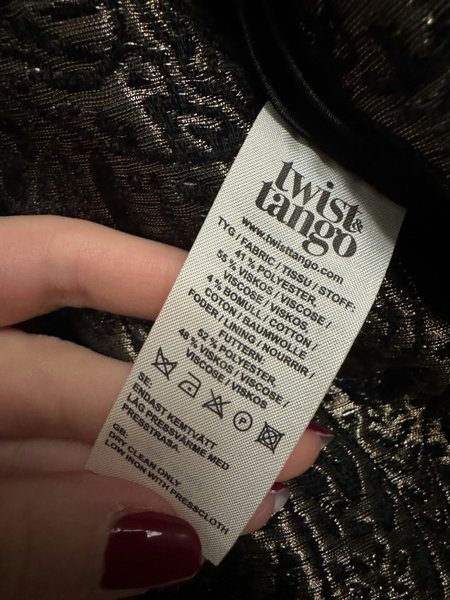 twist&
tango
www.twisttango.com
TYG / FABRIC / TISSU / STOFF:
41 % POLYESTER.
55 % VISKOS / VISCOSE /
VISCOSE / VISKOS.
4 % BOMULL / COTTON /
COTON / BAUMWOLLE
FODER / LINING / NOURRIR /
FUTTERN:
52 % POLYESTER.
48 % VISKOS / VISCOSE /
VISCOSE / VISKOS
P
SE:
ENDAST KEMTVÄTT
LÅG PRESSVÄRME MED
PRESSTRASA
GB:
DRY CLEAN ONLY
LOW IRON WITH PRESSCLOTH